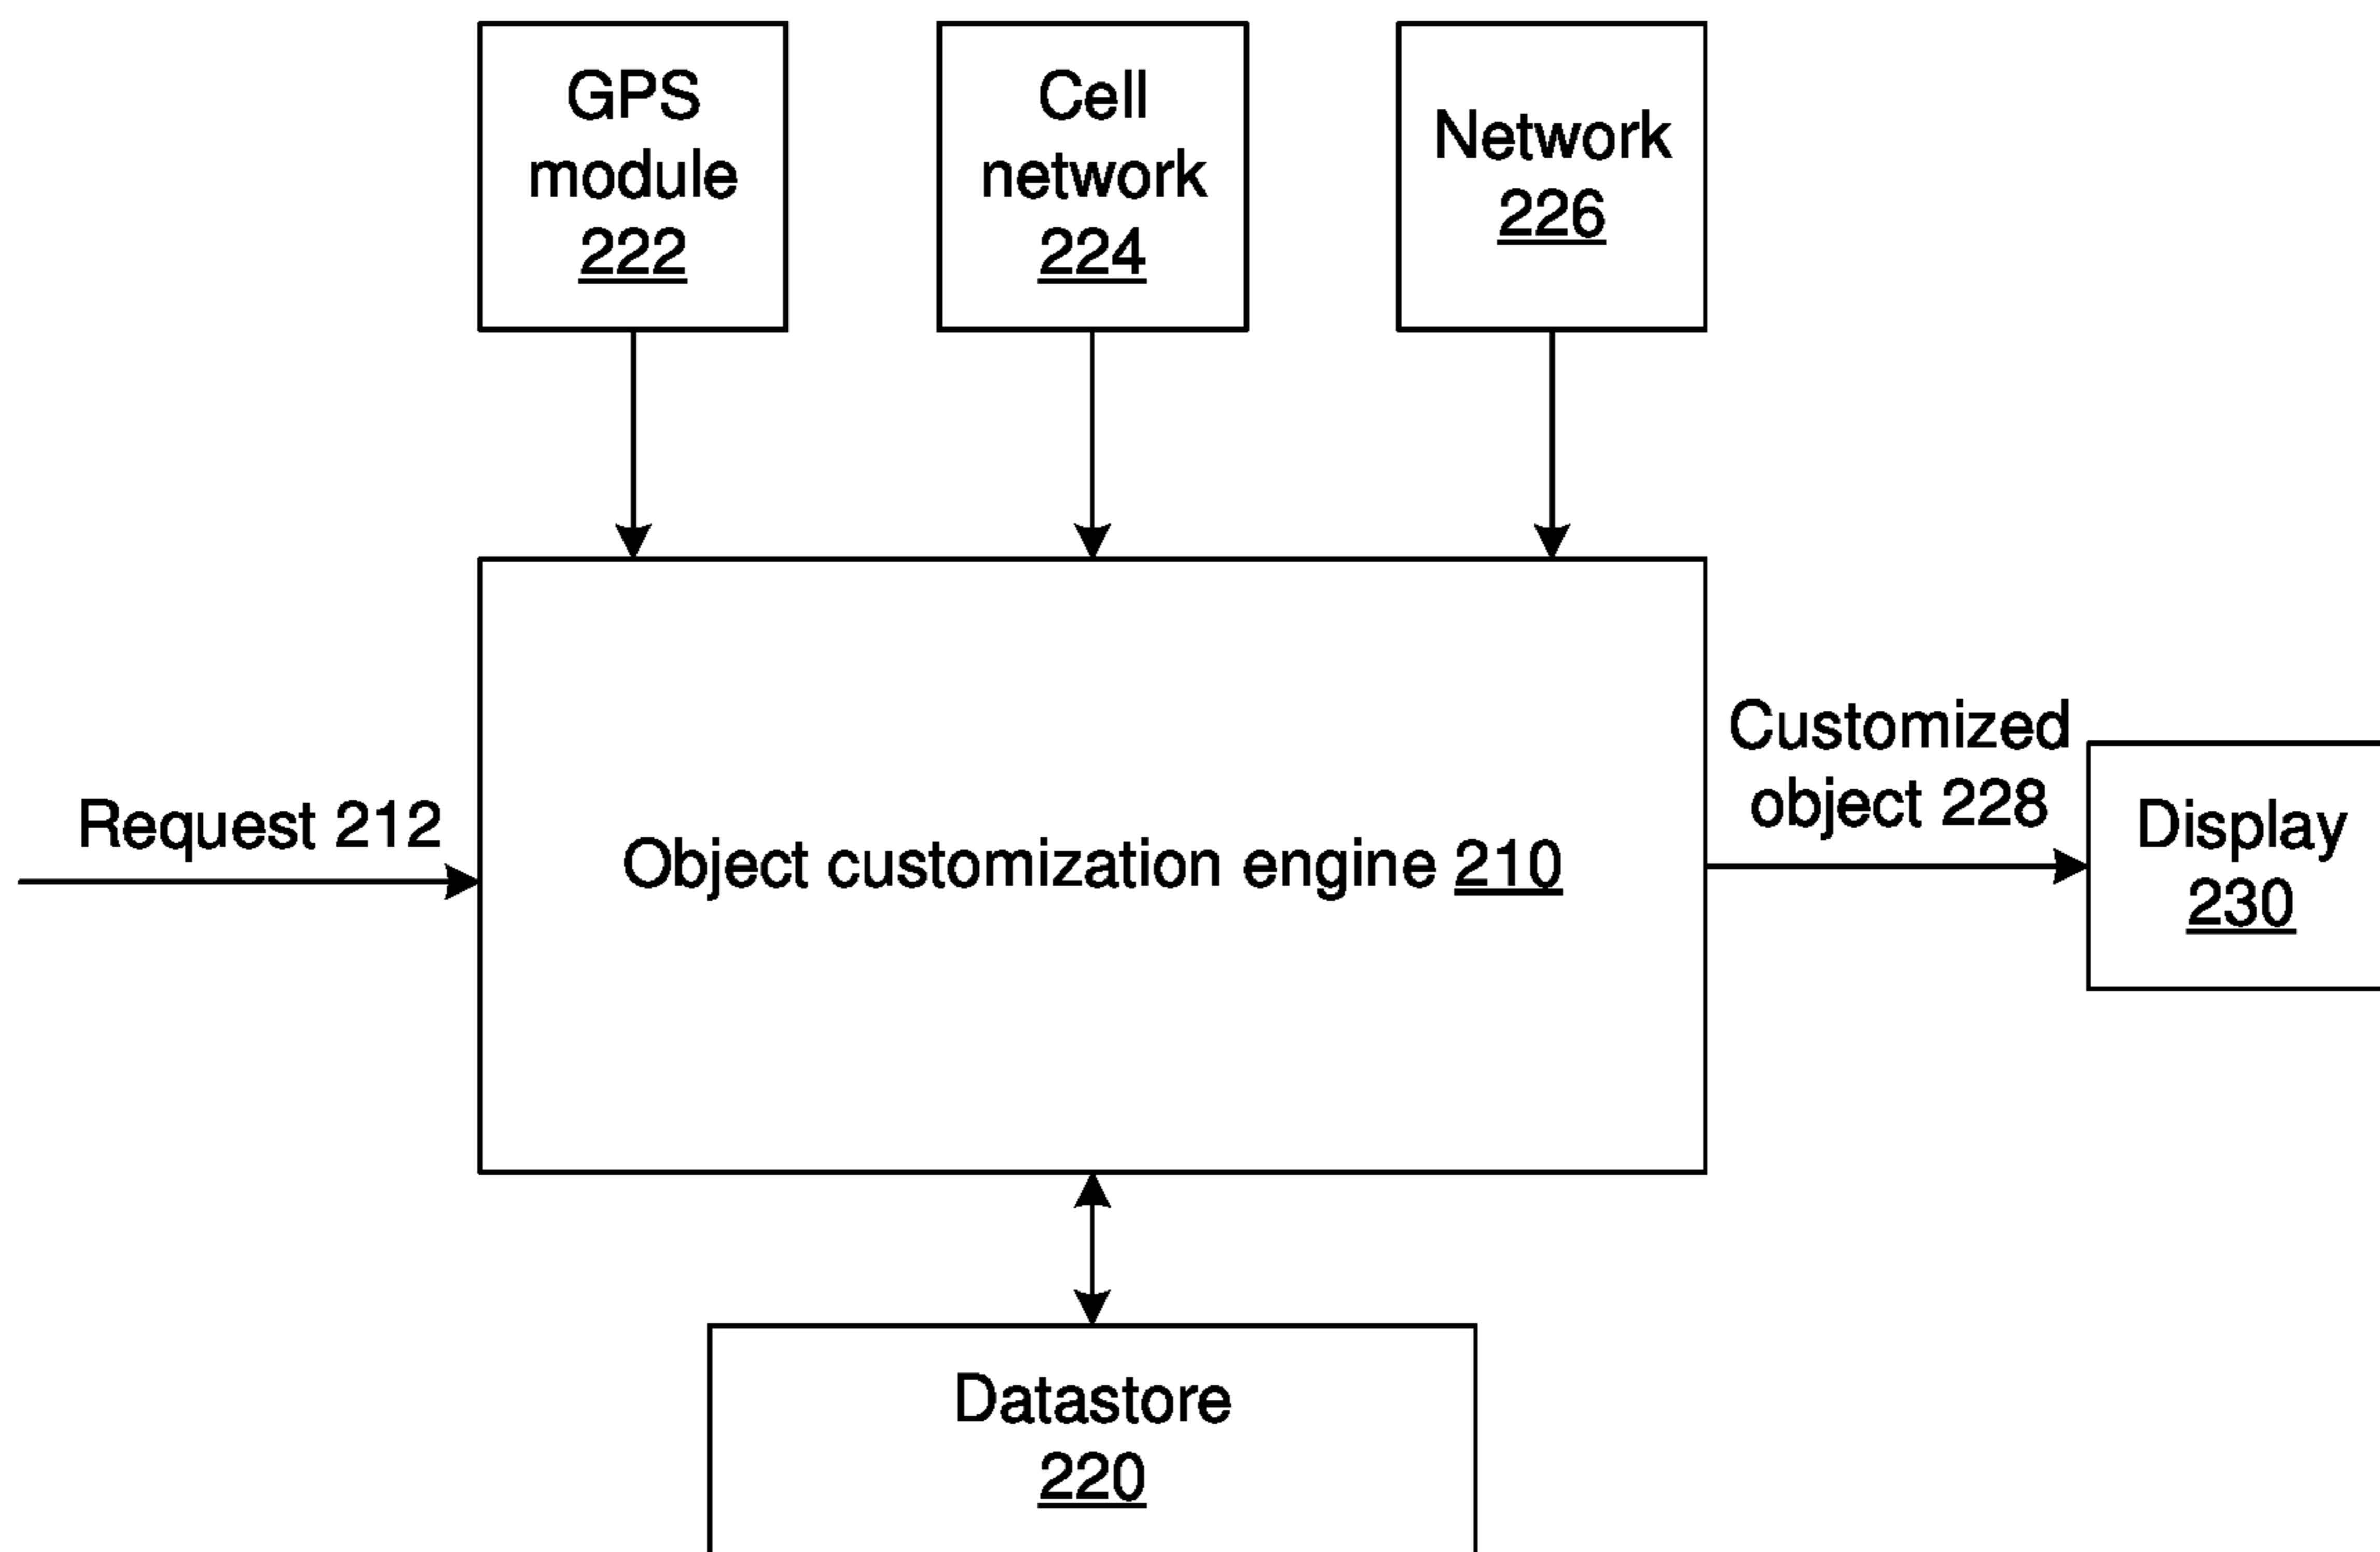 GPS
module
222
Cell
network
224
Network
226
Request 212
Object customization engine 210
Customized
object 228
Display
230
Datastore
220